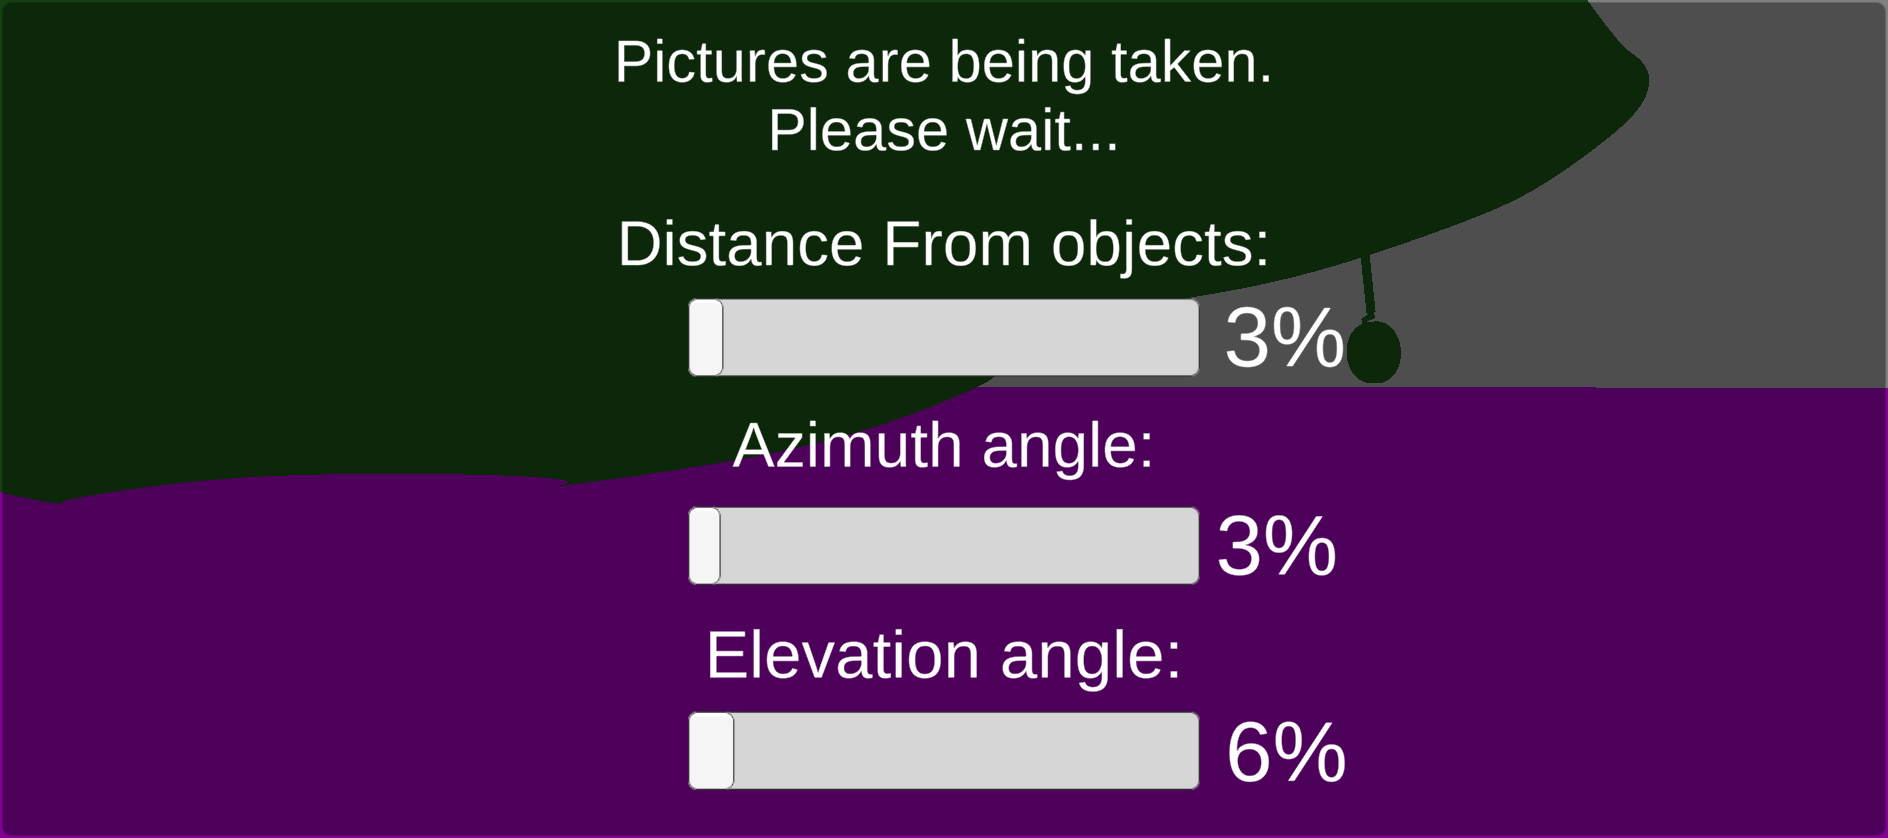 Pictures are being taken.
Please wait...
Distance From objects:
3%
Azimuth angle:
3%
Elevation angle:
6%